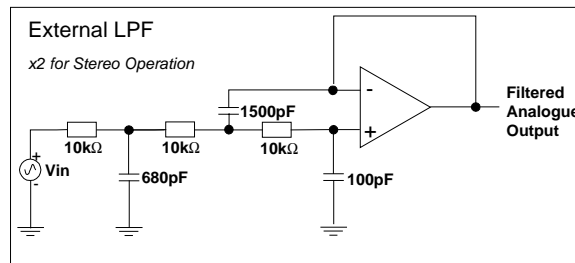 External LPF
x2 for Stereo Operation
-
+
Filtered
Analogue
Output
1500pF
10kΩ
10kΩ
10kΩ
+
Vin
-
680pF
100pF